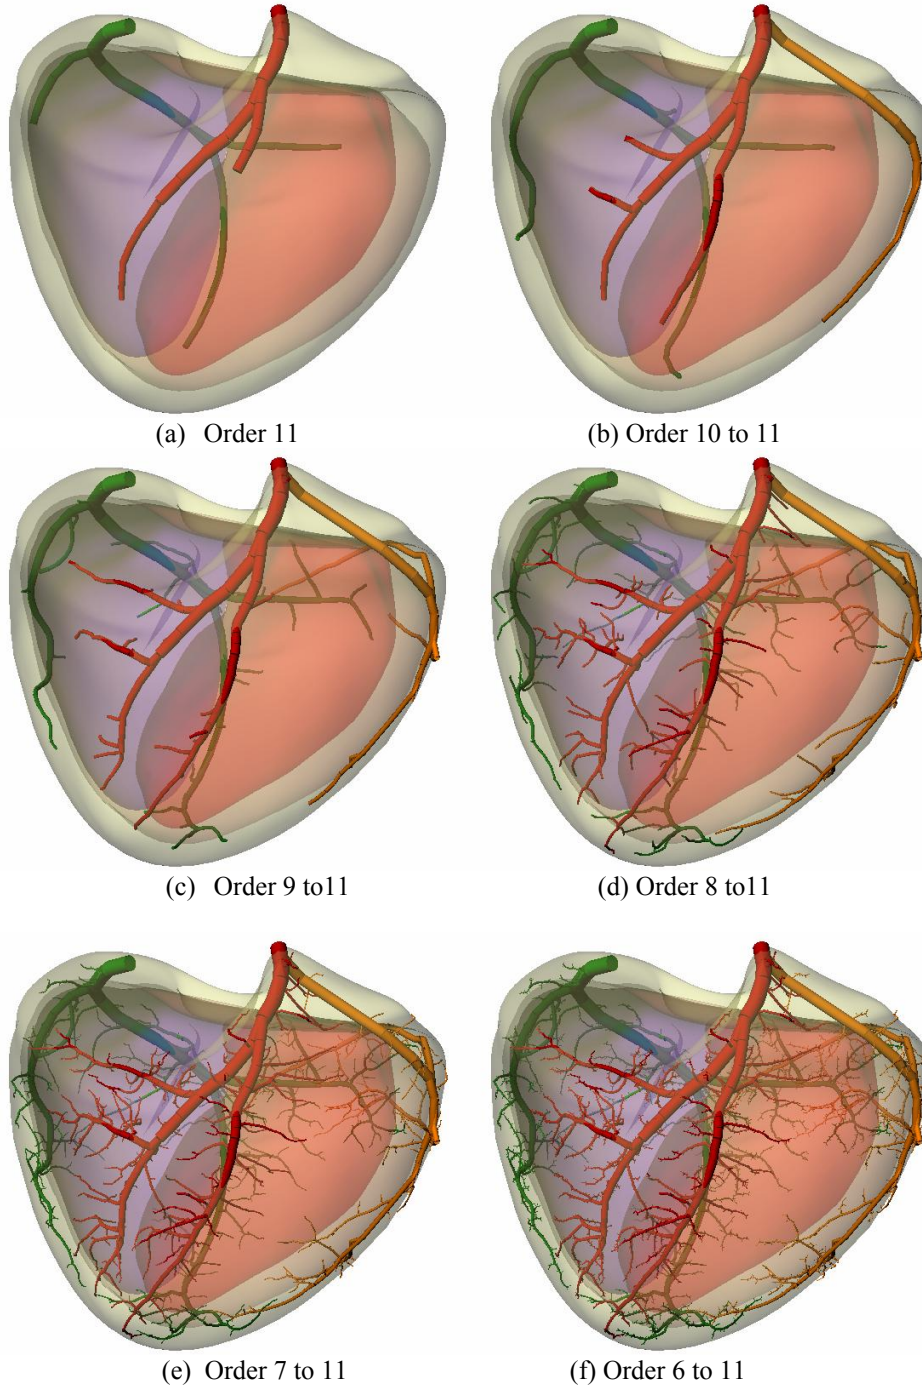 (a) Order 11
(b) Order 10 to 11
(c) Order 9 to11
(d) Order 8 to11
(e) Order 7 to 11
(f) Order 6 to 11